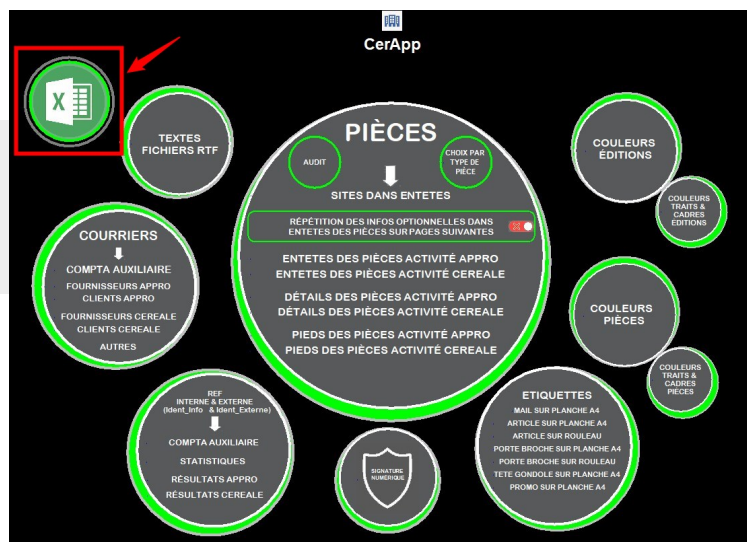 CerApp
X
TEXTES
FICHIERS RTF
PIÈCES
AUDIT
CHOIX PAR
TYPE DE
PIÈCE
SITES DANS ENTETES
RÉPÉTITION DES INFOS OPTIONNELLES DANS
ENTETES DES PIÈCES SUR PAGES SUIVANTES
ENTETES DES PIÈCES ACTIVITÉ APPRO
ENTETES DES PIÈCES ACTIVITÉ CEREALE
DÉTAILS DES PIÈCES ACTIVITÉ APPRO
DÉTAILS DES PIÈCES ACTIVITÉ CEREALE
PIEDS DES PIÈCES ACTIVITÉ APPRO
PIEDS DES PIÈCES ACTIVITÉ CEREALE
COULEURS
ÉDITIONS
COULEURS
TRAITS &
CADRES
ÉDITIONS
COURRIERS
COMPTA AUXILIAIRE
FOURNISSEURS APPRO
CLIENTS APPRO
FOURNISSEURS CEREALE
CLIENTS CEREALE
AUTRES
COULEURS
PIÈCES
COULEURS
TRAITS &
CADRES
PIÈCES
REF
INTERNE & EXTERNE
(Ident_Info & Ident_Externe)
COMPTA AUXILIAIRE
STATISTIQUES
RÉSULTATS APPRO
RÉSULTATS CEREALE
SIGNATURE
NUMÉRIQUE
ETIQUETTES
MAIL SUR PLANCHE A4
ARTICLE SUR PLANCHE A4
ARTICLE SUR ROULEAU
PORTE BROCHE SUR PLANCHE A4
PORTE BROCHE SUR ROULEAU
TETE GONDOLE SUR PLANCHE A4
PROMO SUR PLANCHE A4